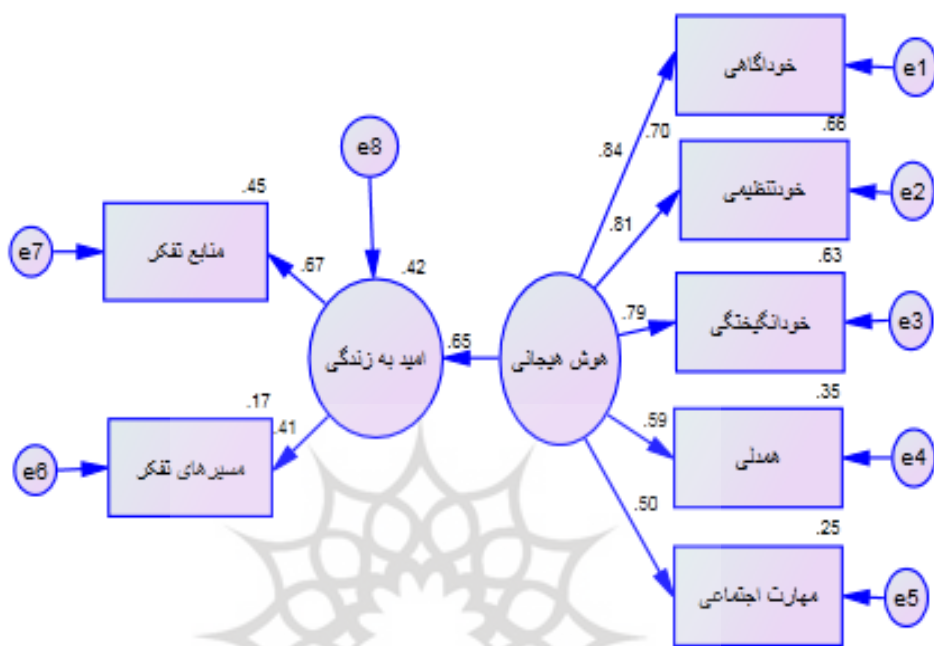 خوداگاهی
e1
.70
.84
.66
خودتنظیمی
e2
.81
.63
خودانگیختگی
e3
.79
.35
همدلی
e4
.59
.25
مهارت اجتماعی
e5
.50
هوش هیجانی
.65
e8
.42
امید به زندگی
.45
منابع تفکر
e7
.67
.17
مسیرهای تفکر
e6
.41